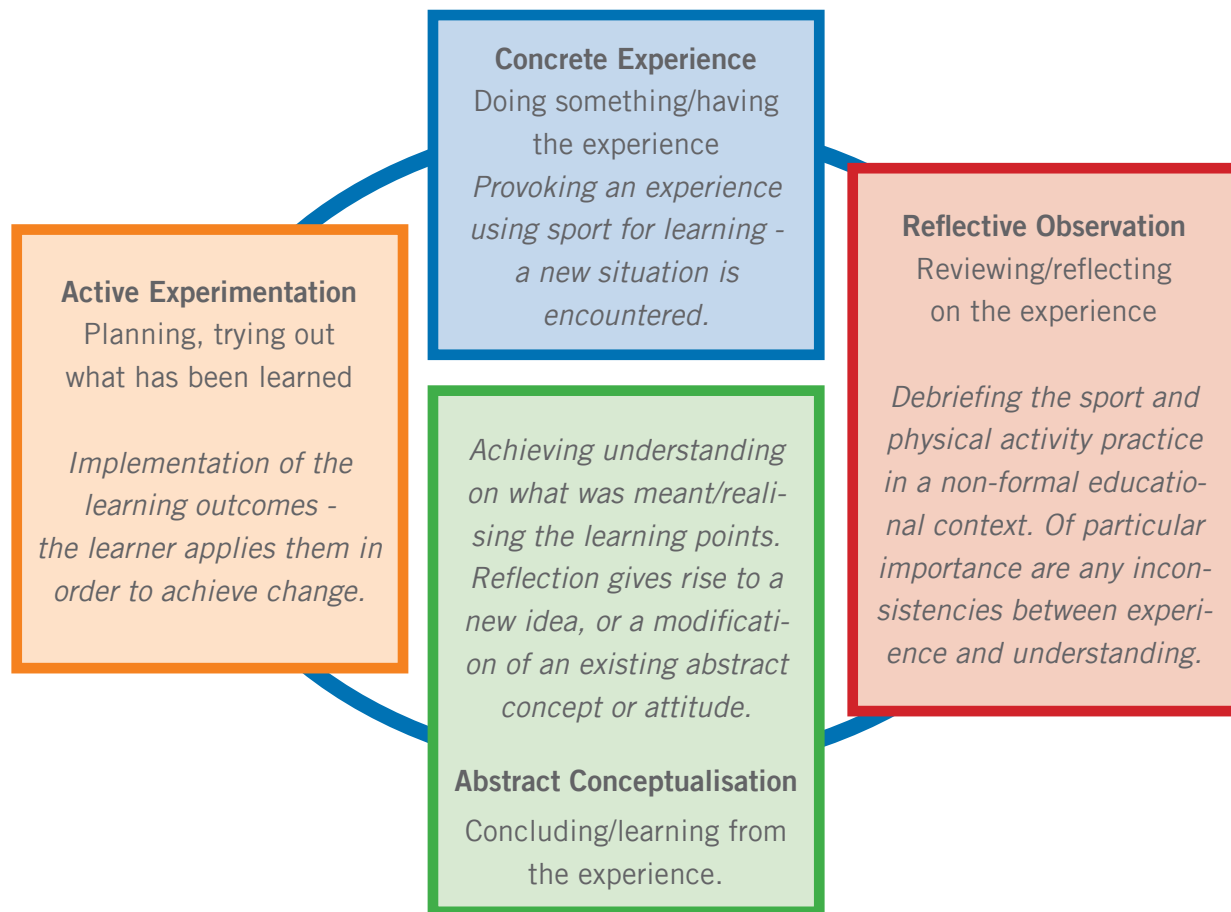 Concrete Experience
Doing something/having
the experience
Provoking an experience
using sport for learning -
a new situation is
encountered.
Reflective Observation
Reviewing/reflecting
on the experience
Debriefing the sport and
physical activity practice
in a non-formal educatio-
nal context. Of particular
importance are any incon-
sistencies between experi-
ence and understanding.
Achieving understanding
on what was meant/reali-
sing the learning points.
Reflection gives rise to a
new idea, or a modificati-
on of an existing abstract
concept or attitude.
Abstract Conceptualisation
Concluding/learning from
the experience.
Active Experimentation
Planning, trying out
what has been learned
Implementation of the
learning outcomes -
the learner applies them in
order to achieve change.